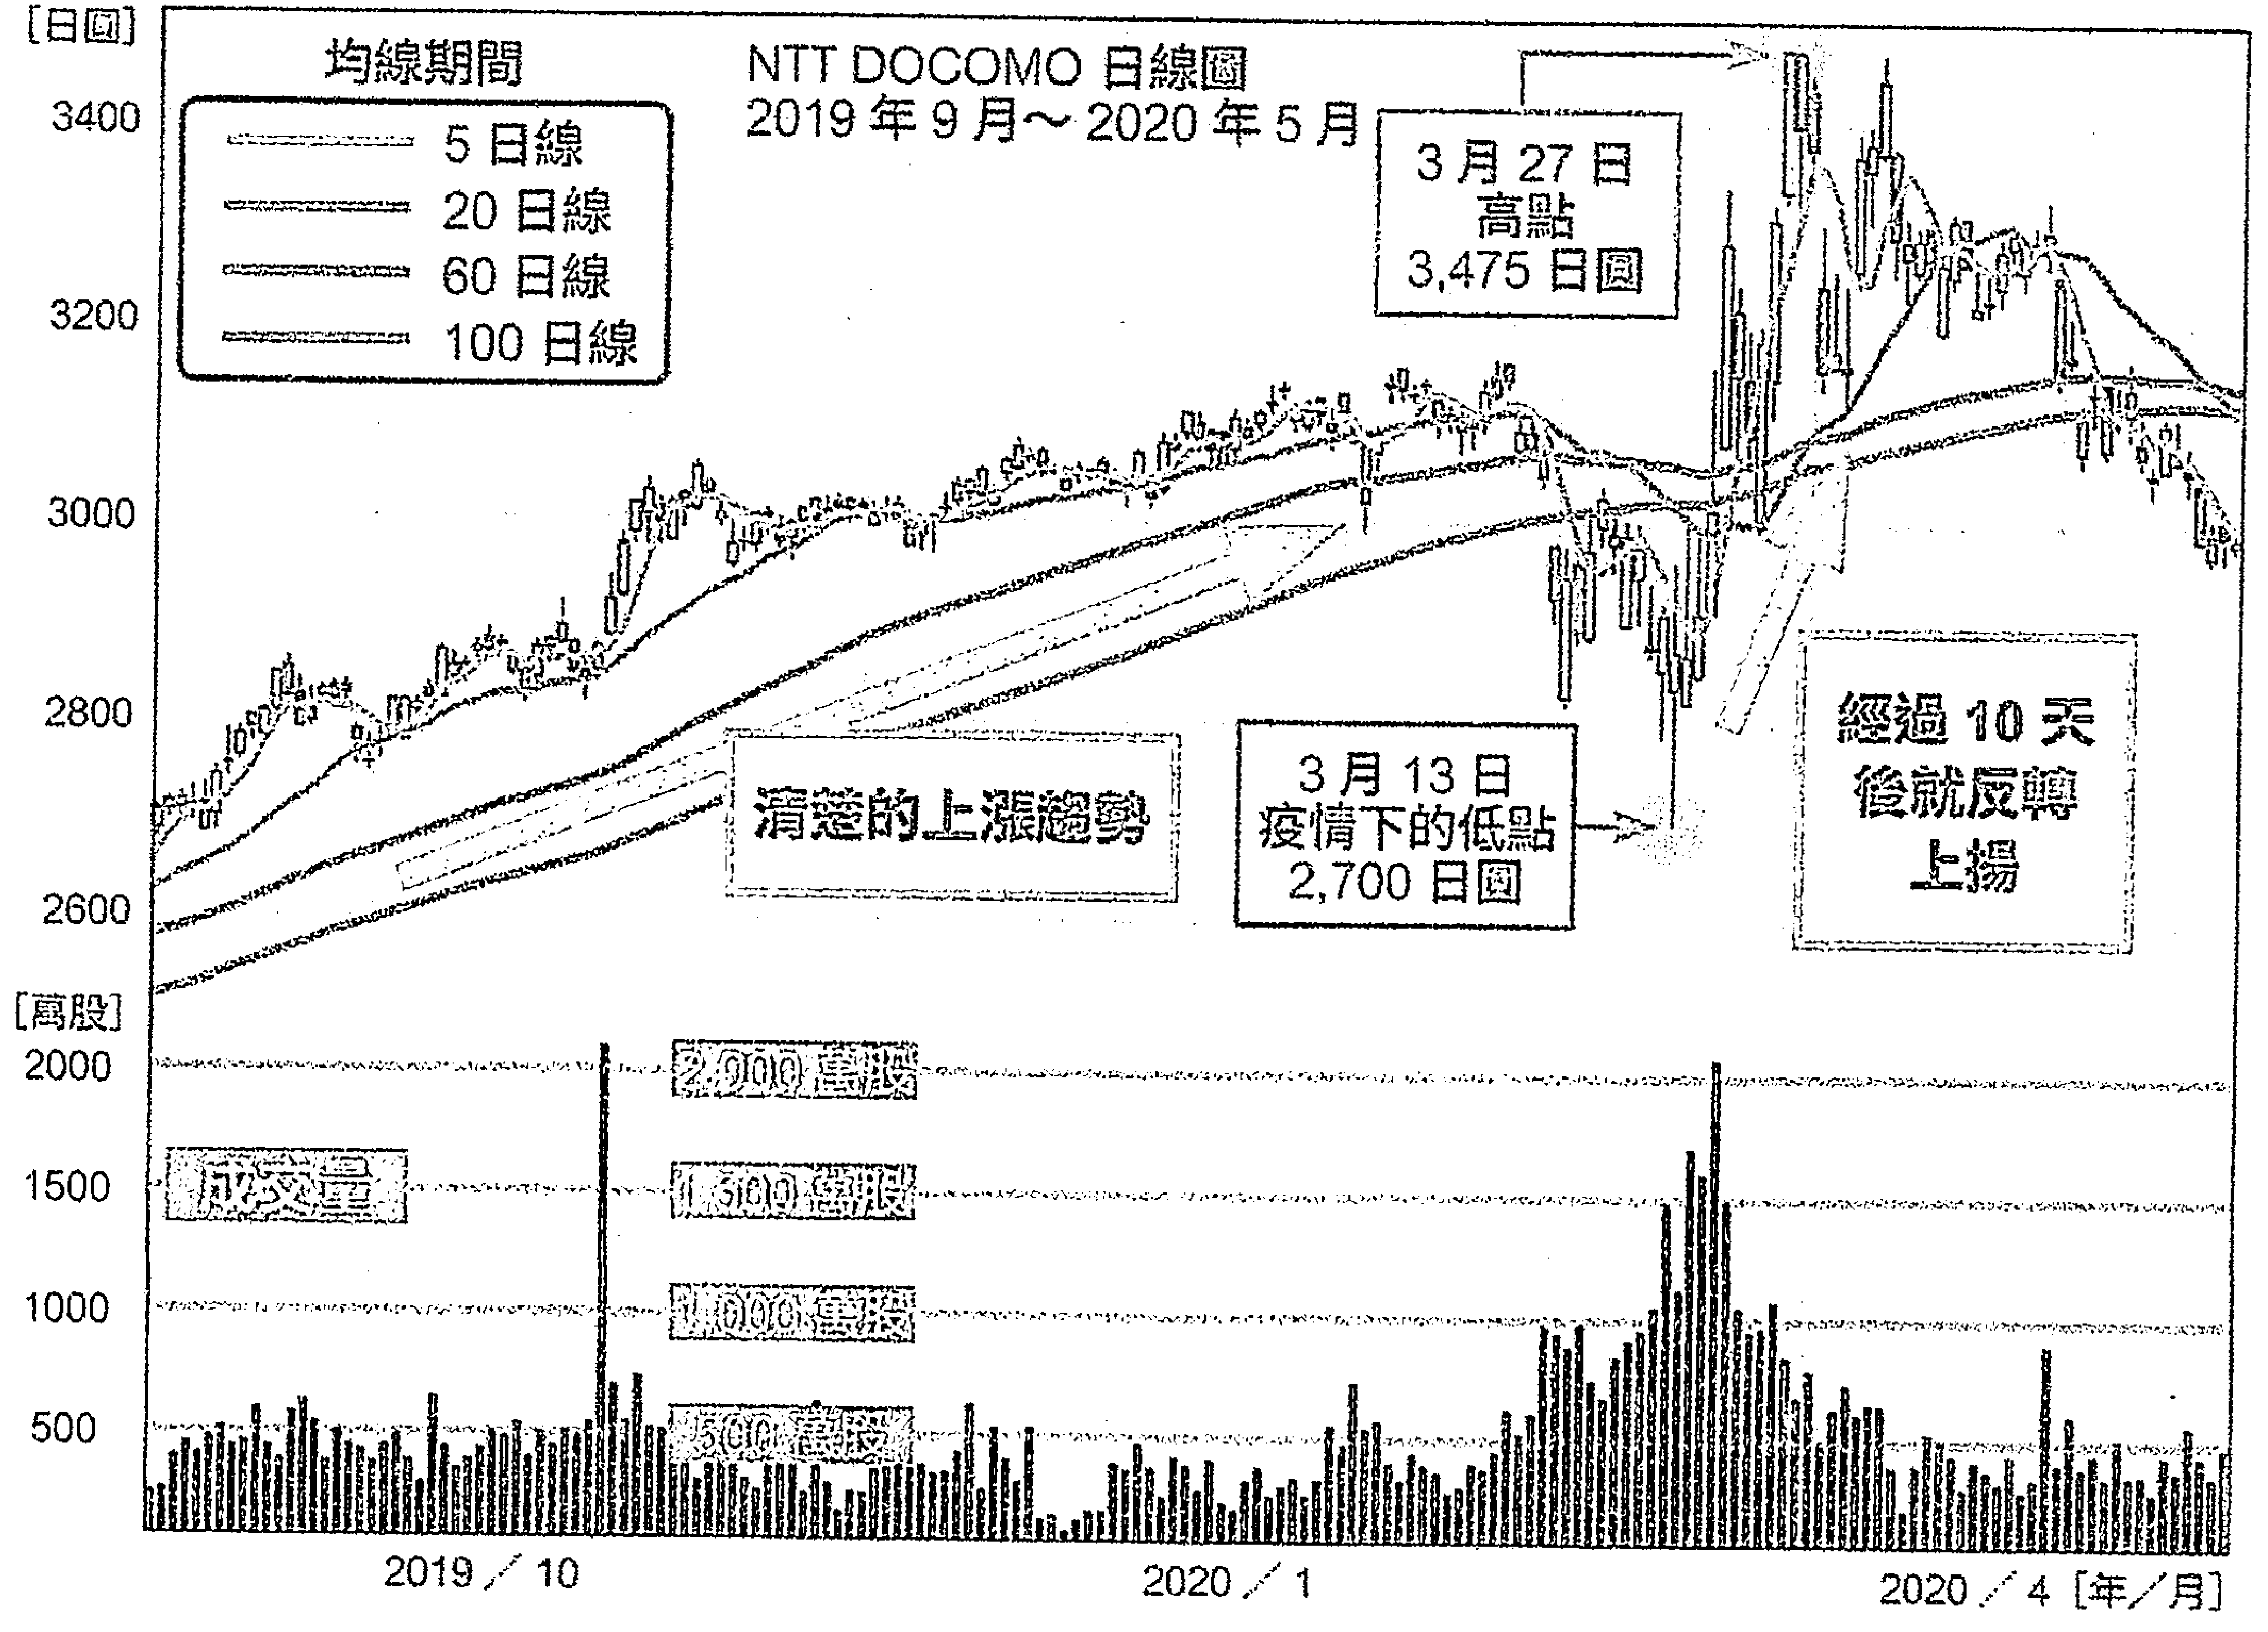 [日圓]
均線期間
5 日線
20 日線
60 日線
100 日線
NTT DOCOMO 日線圖
2019 年 9 月～2020 年 5 月
3 月 27 日
高點
3,475 日圓
3400
3200
3000
2800
2600
清楚的上漲趨勢
3 月 13 日
疫情下的低點
2,700 日圓
經過 10 天
後就反轉
上揚
[萬股]
2000
1500
1000
500
成交量
2,000 萬股
1,500 萬股
1,000 萬股
500 萬股
2019／10
2020／1
2020／4 [年／月]